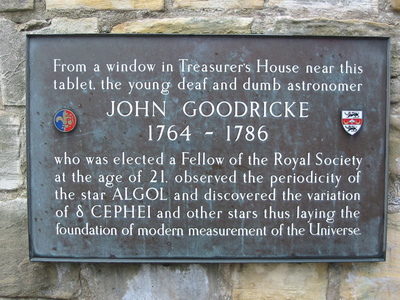 From a window in Treasurer's House near this
tablet, the young deaf and dumb astronomer
JOHN GOODRICKE
1764 - 1786
who was elected a Fellow of the Royal Society
at the age of 21, observed the periodicity of
the star ALGOL and discovered the variation
of δ CEPHEI and other stars thus laying the
foundation of modern measurement of the Universe.